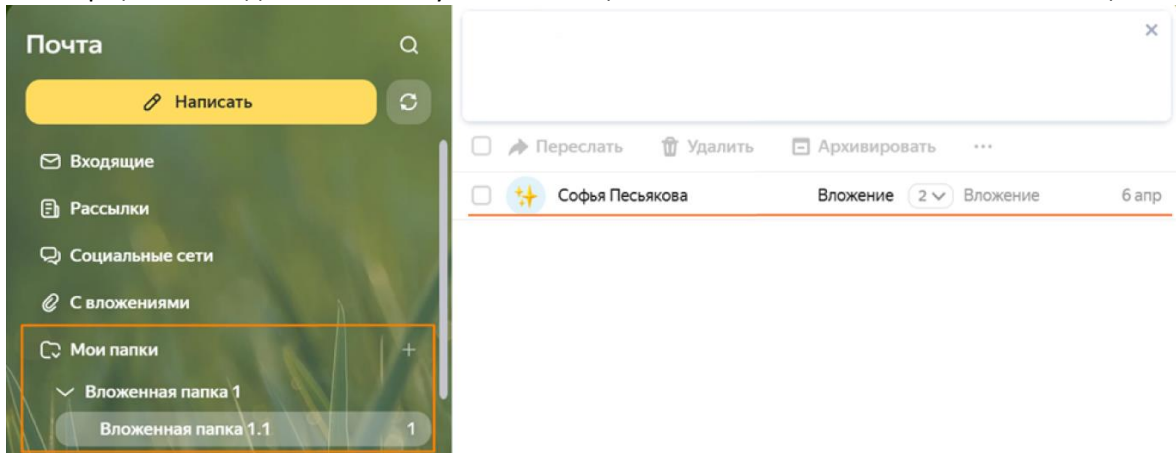 Почта
Написать
Входящие
Рассылки
Социальные сети
С вложениями
Мои папки +
Вложенная папка 1
Вложенная папка 1.1 1
Переслать Удалить Архивировать ...
Софья Песьякова Вложение 2 Вложение 6 апр